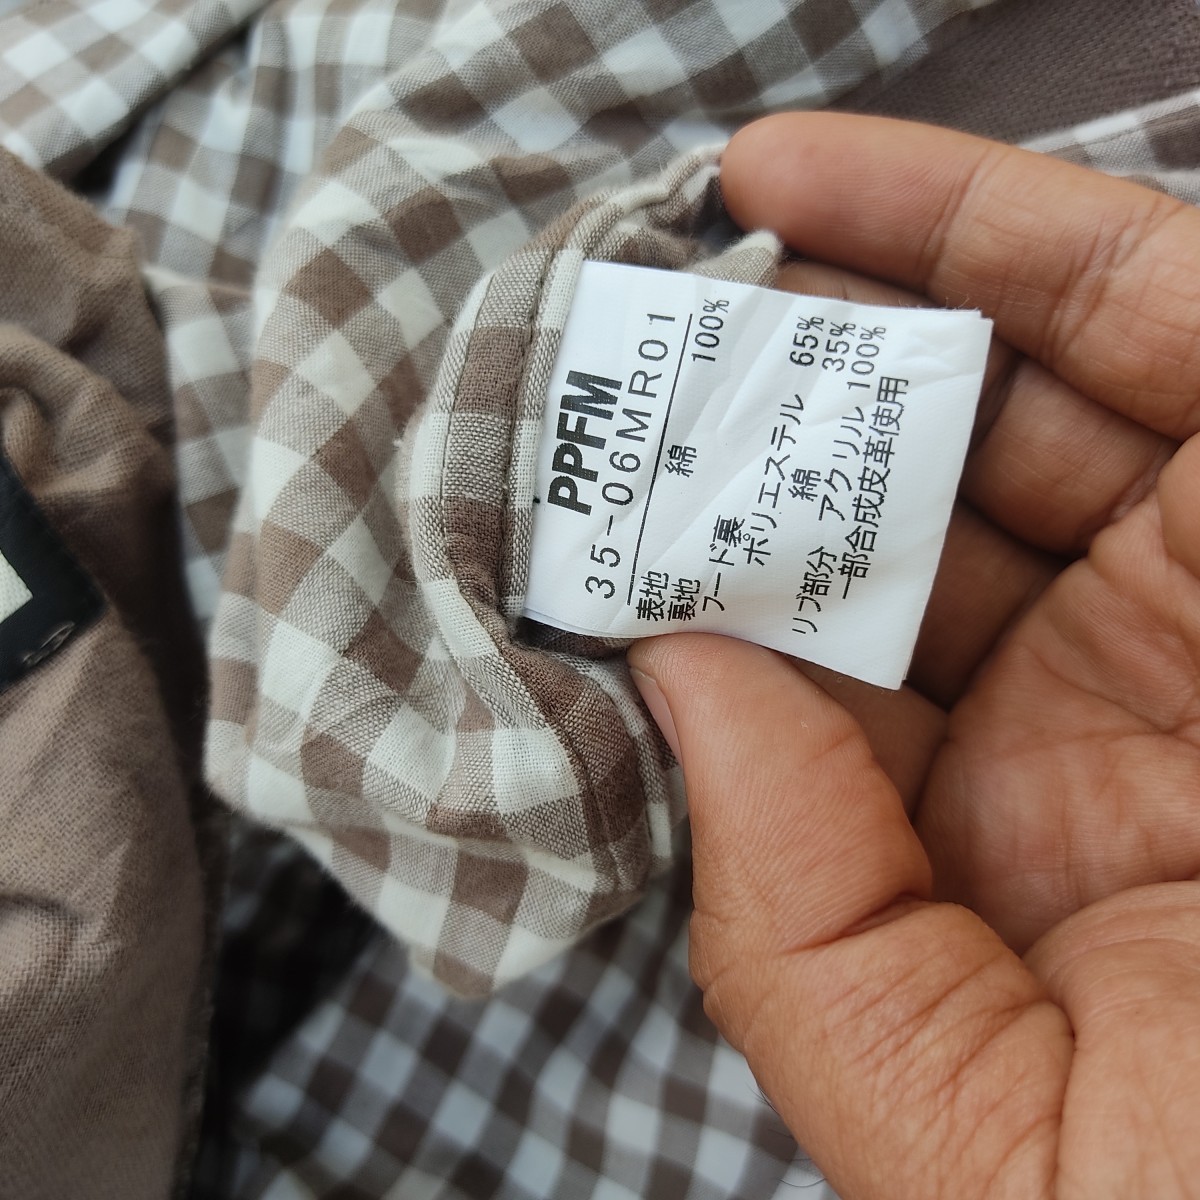 PPFM
35-06MR01
表地 綿 100%
裏地
フード裏
ポリエステル 65%
綿 35%
リブ部分 アクリル 100%
一部合成皮革使用